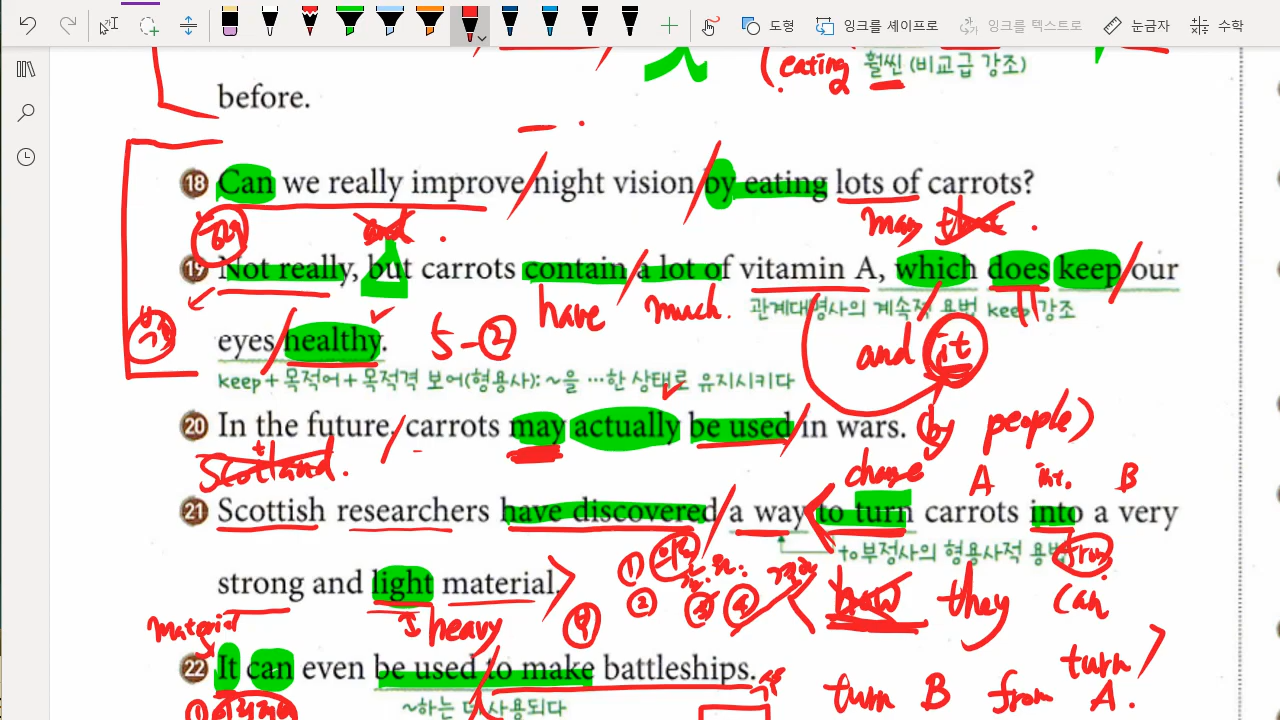 도형 잉크를 셰이프로 잉크를 텍스트로 눈금자 수학
(eating 훨씬 (비교급 강조)
before.
18 Can we really improve night vision by eating lots of carrots?
many
19 Not really, but carrots contain a lot of vitamin A, which does keep our
have much. 관계대명사의 계속적 용법 keep 강조
eyes healthy. 5-② and it
keep + 목적어 + 목적격 보어(형용사): ~을 …한 상태로 유지시키다
20 In the future, carrots may actually be used in wars. (by people)
Scotland. change A into B
21 Scottish researchers have discovered a way to turn carrots into a very
to부정사의 형용사적 용법 from
strong and light material. ① ② ③ ④ how they can
Material heavy
turn
22 It can even be used to make battleships.
turn B from A.
~하는 데 사용되다